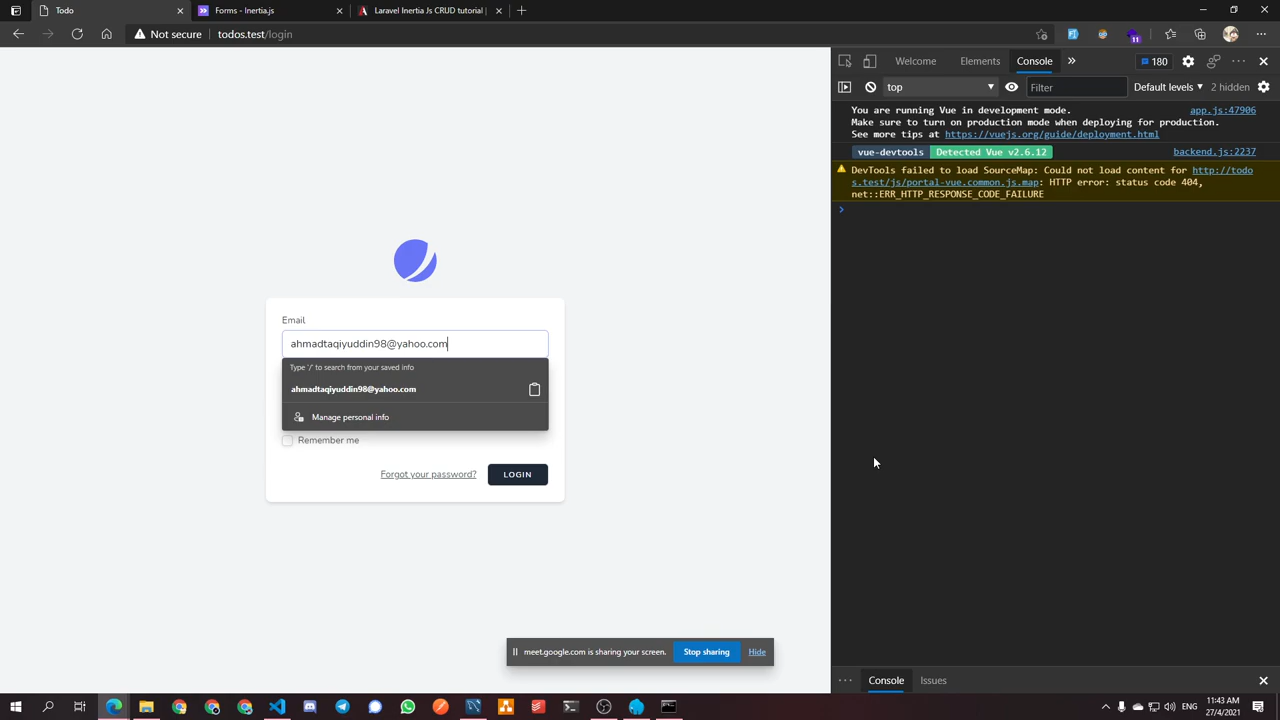 Todo
Forms - Inertia.js
Laravel Inertia Js CRUD tutorial
Not secure
todos.test/login
11
Welcome
Elements
Console
180
top
Filter
Default levels
2 hidden
You are running Vue in development mode.
app.js:47906
Make sure to turn on production mode when deploying for production.
See more tips at https://vuejs.org/guide/deployment.html
vue-devtools Detected Vue v2.6.12
backend.js:2237
DevTools failed to load SourceMap: Could not load content for http://todo
s.test/js/portal-vue.common.js.map: HTTP error: status code 404,
net::ERR_HTTP_RESPONSE_CODE_FAILURE
Email
ahmadtaqiyuddin98@yahoo.com
Type '/' to search from your saved info
ahmadtaqiyuddin98@yahoo.com
Manage personal info
Remember me
Forgot your password?
LOGIN
meet.google.com is sharing your screen.
Stop sharing
Hide
Console
Issues
ENG
11:43 AM
27/4/2021